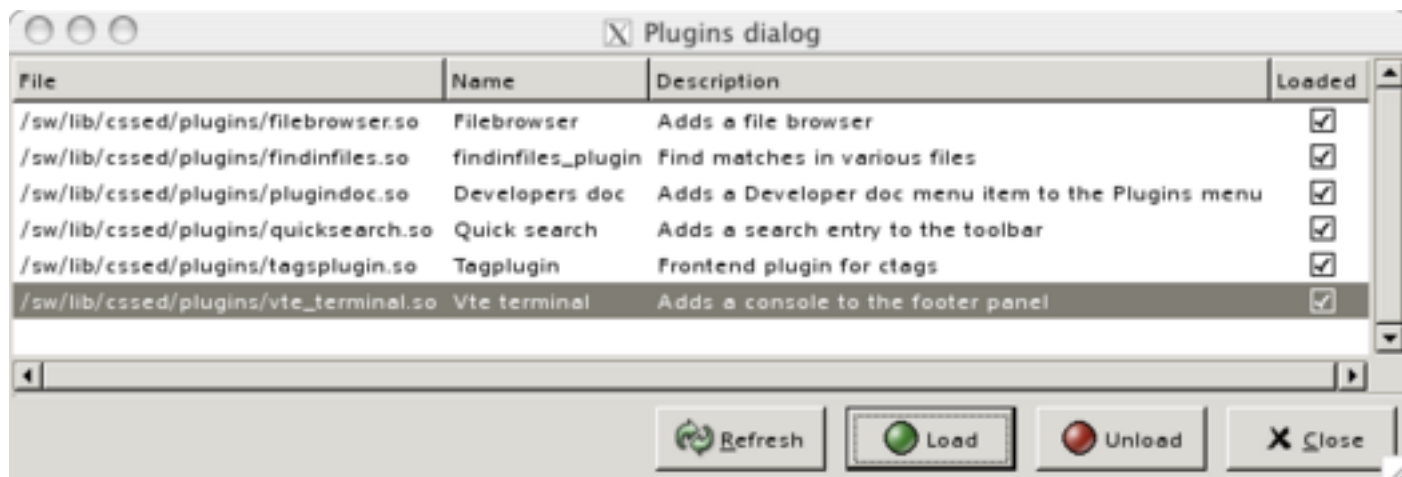 Plugins dialog
File Name Description Loaded
/sw/lib/cssed/plugins/filebrowser.so Filebrowser Adds a file browser
/sw/lib/cssed/plugins/findinfiles.so findinfiles_plugin Find matches in various files
/sw/lib/cssed/plugins/plugindoc.so Developers doc Adds a Developer doc menu item to the Plugins menu
/sw/lib/cssed/plugins/quicksearch.so Quick search Adds a search entry to the toolbar
/sw/lib/cssed/plugins/tagsplugin.so Tagplugin Frontend plugin for ctags
/sw/lib/cssed/plugins/vte_terminal.so Vte terminal Adds a console to the footer panel
Refresh Load Unload Close